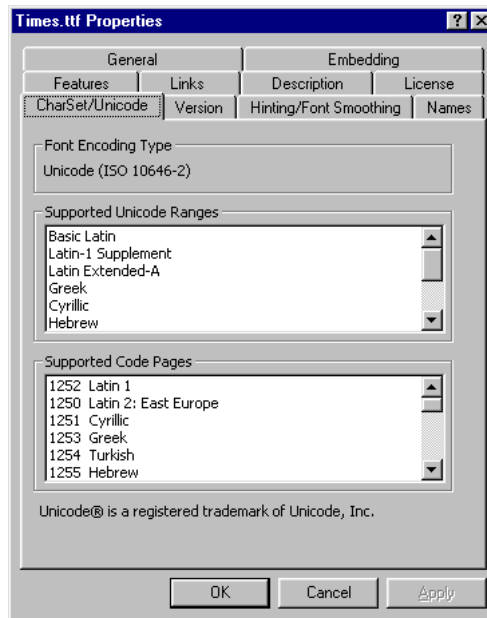 Times.ttf Properties
General Embedding
Features Links Description License
CharSet/Unicode Version Hinting/Font Smoothing Names
Font Encoding Type
Unicode (ISO 10646-2)
Supported Unicode Ranges
Basic Latin
Latin-1 Supplement
Latin Extended-A
Greek
Cyrillic
Hebrew
Supported Code Pages
1252 Latin 1
1250 Latin 2: East Europe
1251 Cyrillic
1253 Greek
1254 Turkish
1255 Hebrew
Unicode® is a registered trademark of Unicode, Inc.
OK Cancel Apply